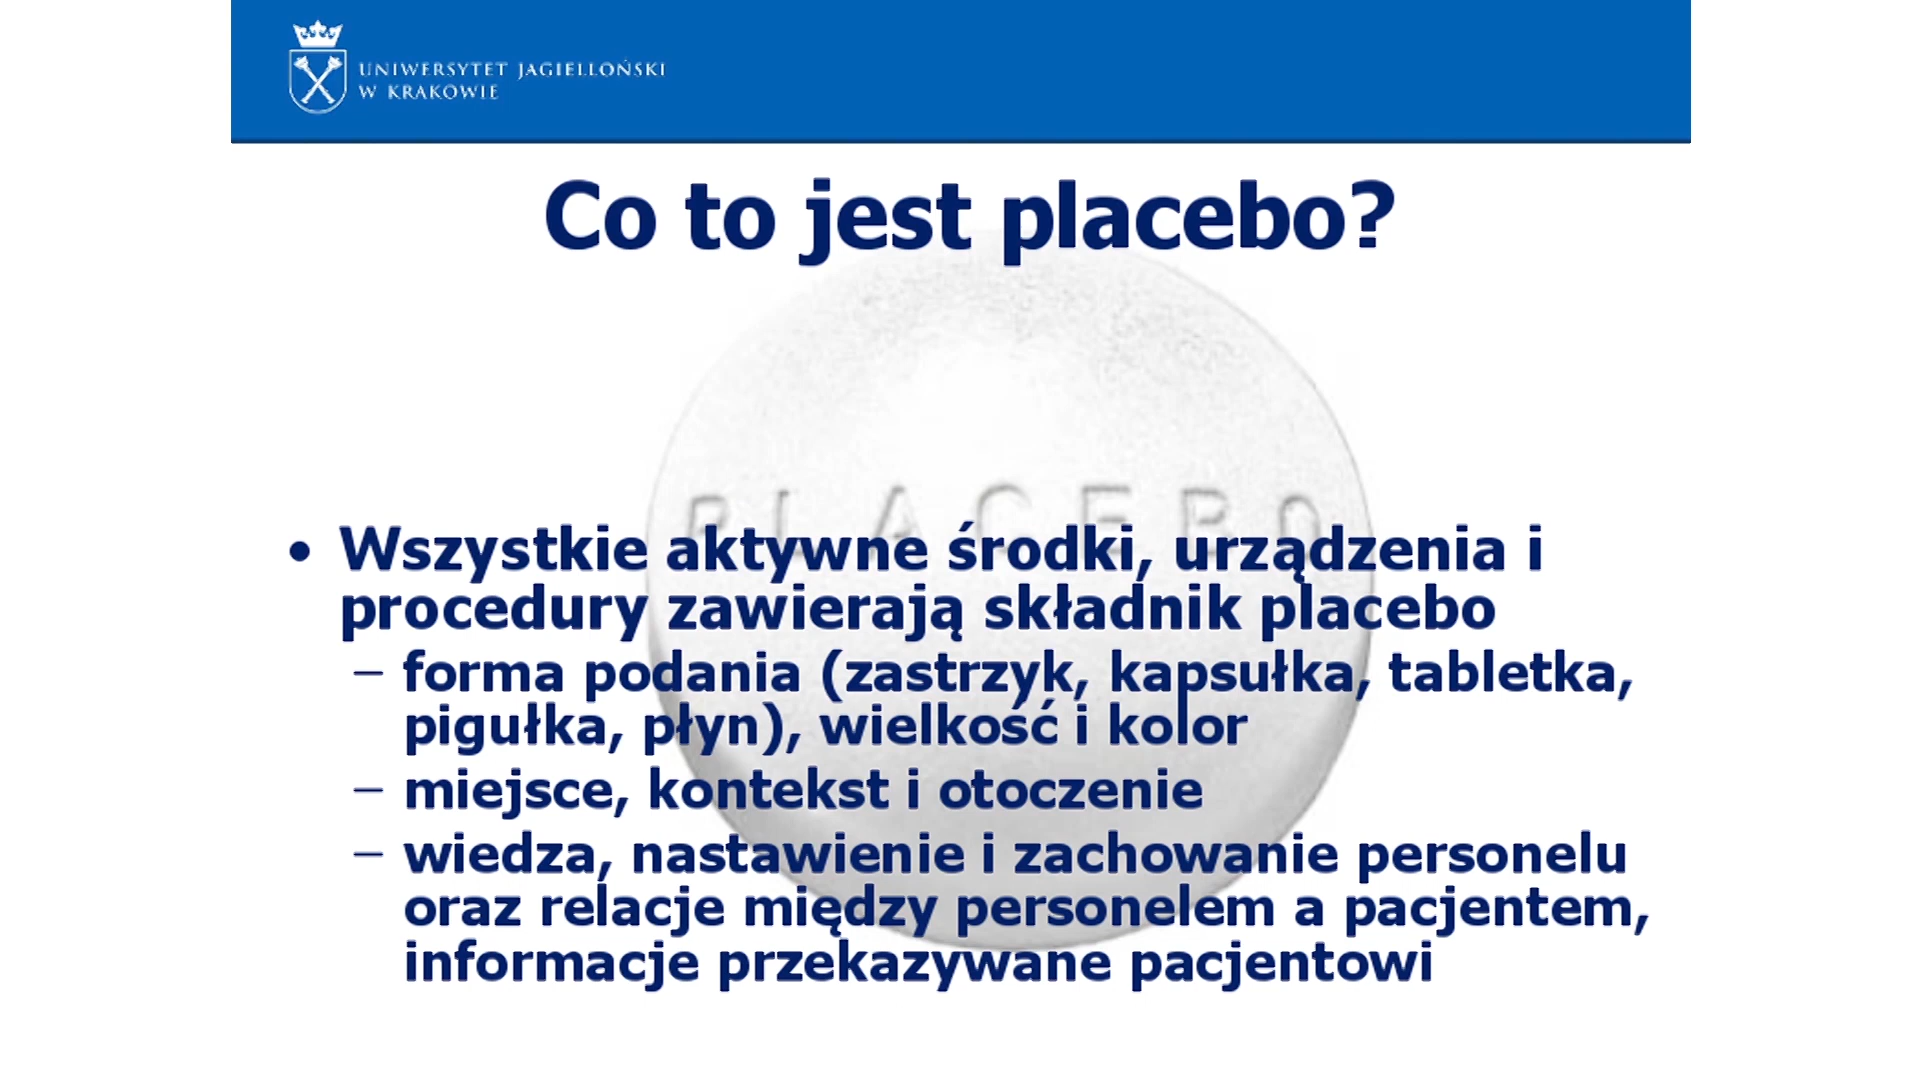 UNIWERSYTET JAGIELLOŃSKI
W KRAKOWIE
Co to jest placebo?
PLACEBO
• Wszystkie aktywne środki, urządzenia i
procedury zawierają składnik placebo
– forma podania (zastrzyk, kapsułka, tabletka,
pigułka, płyn), wielkość i kolor
– miejsce, kontekst i otoczenie
– wiedza, nastawienie i zachowanie personelu
oraz relacje między personelem a pacjentem,
informacje przekazywane pacjentowi